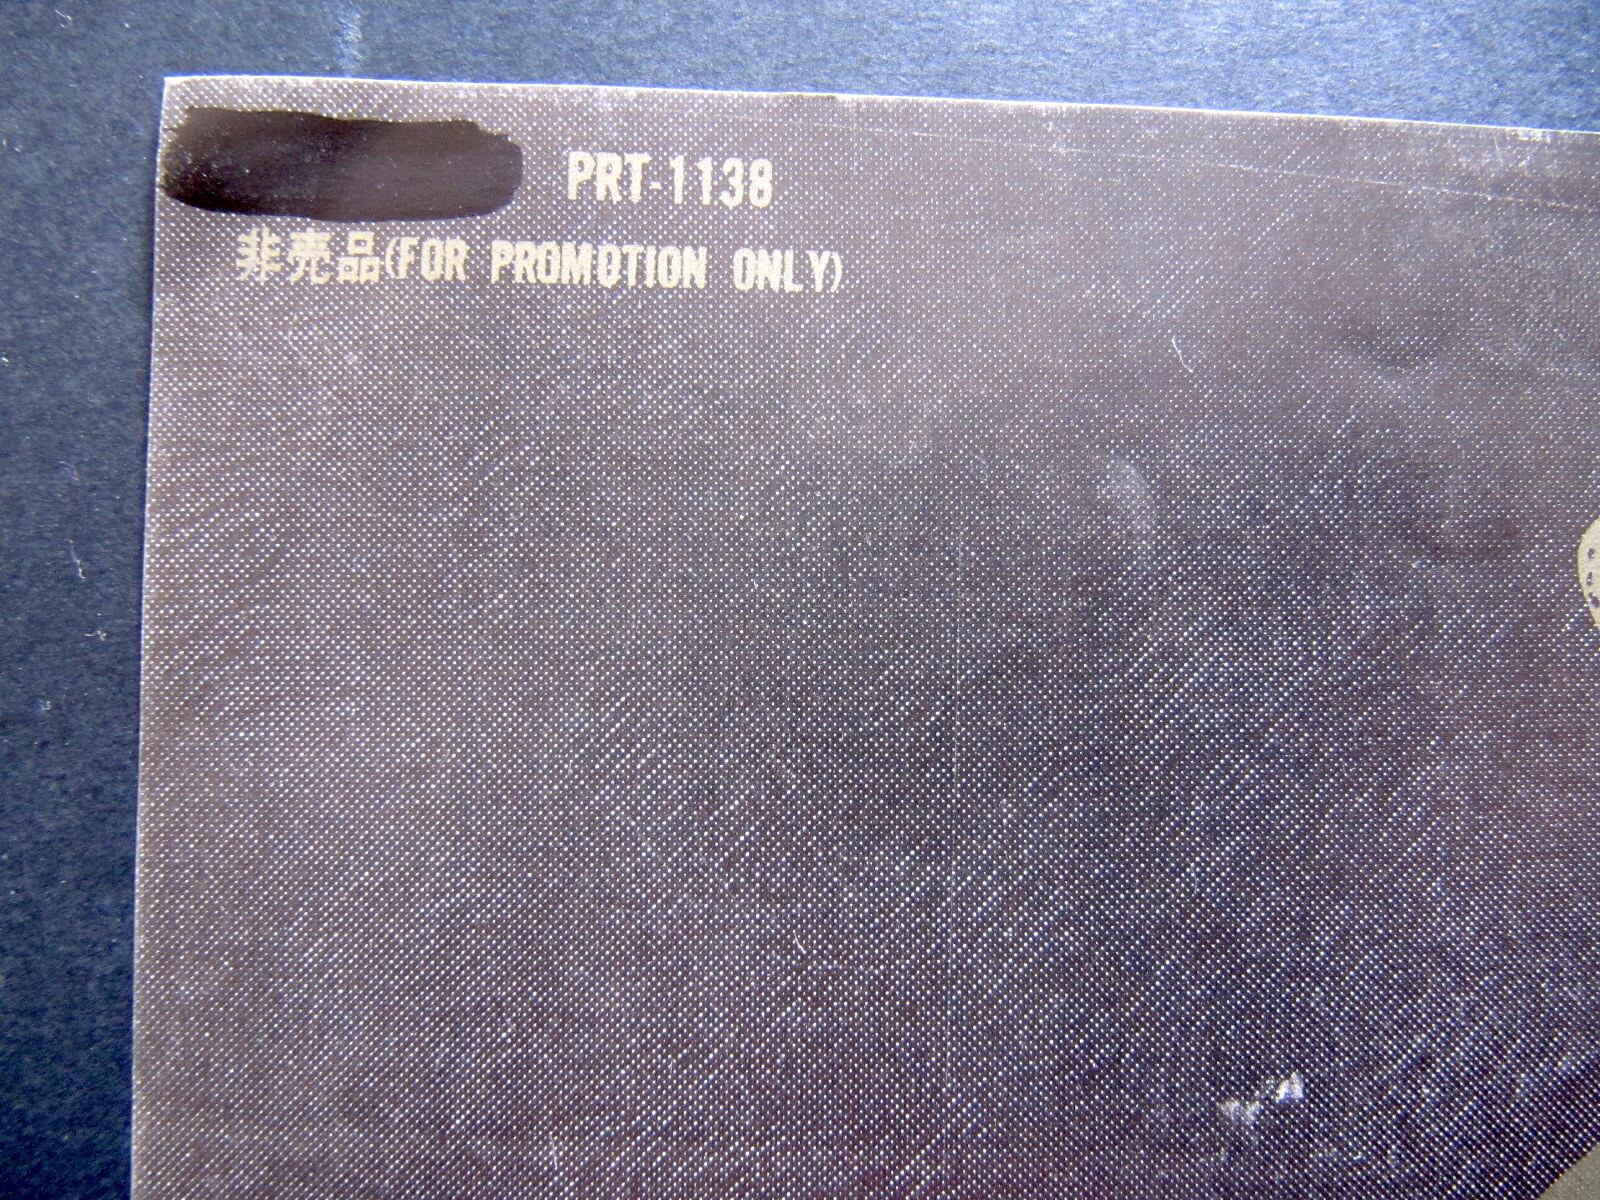 PRT-1138
非売品(FOR PROMOTION ONLY)